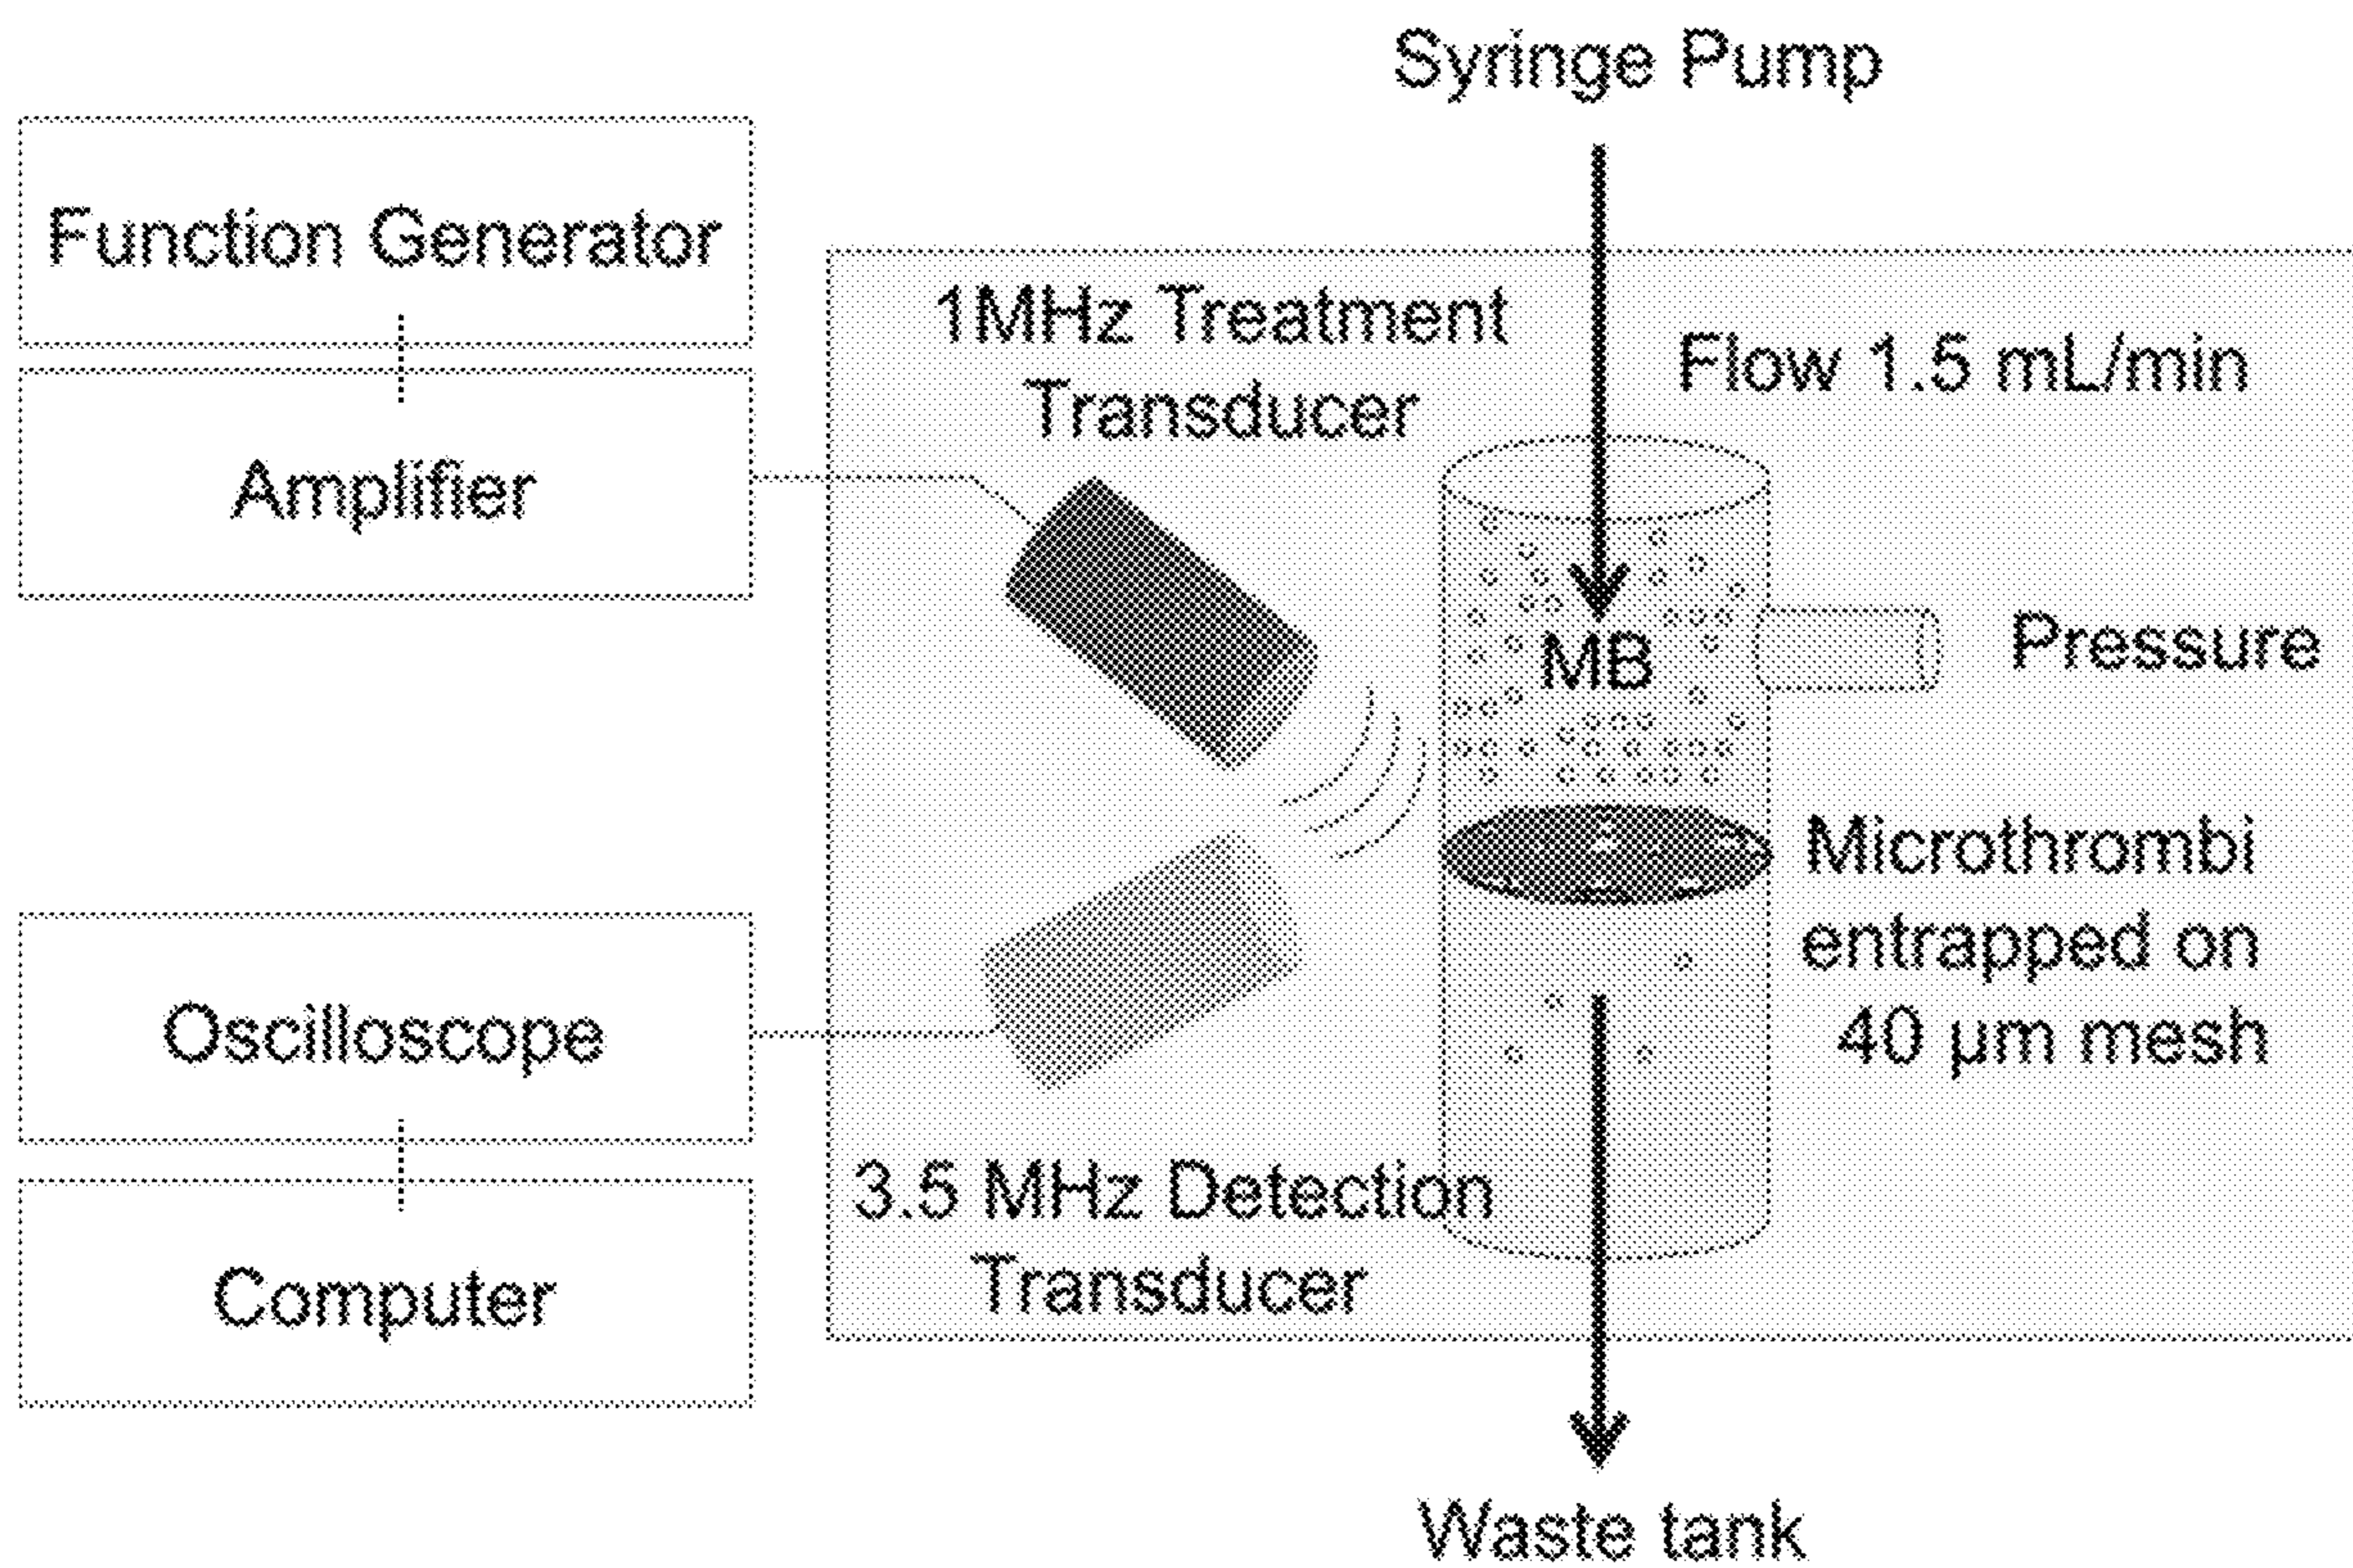 Syringe Pump
Function Generator
1MHz Treatment
Transducer
Flow 1.5 mL/min
Amplifier
MB
Pressure
Microthrombi
entrapped on
40 µm mesh
Oscilloscope
3.5 MHz Detection
Transducer
Computer
Waste tank